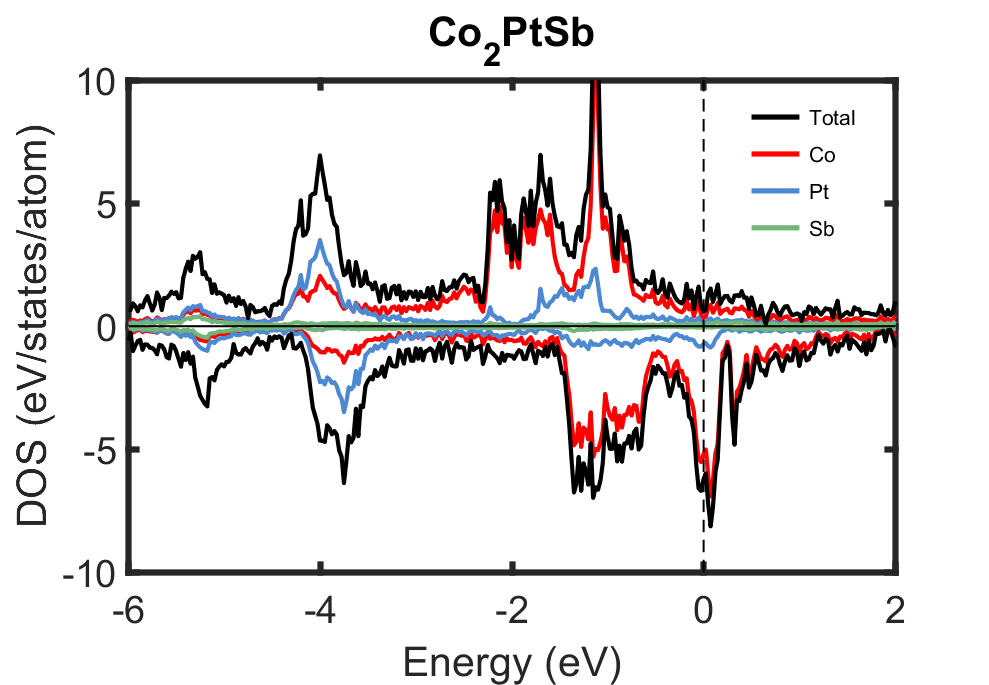 Co2PtSb
10
5
0
-5
-10
DOS (eV/states/atom)
Total
Co
Pt
Sb
-6
-4
-2
0
2
Energy (eV)